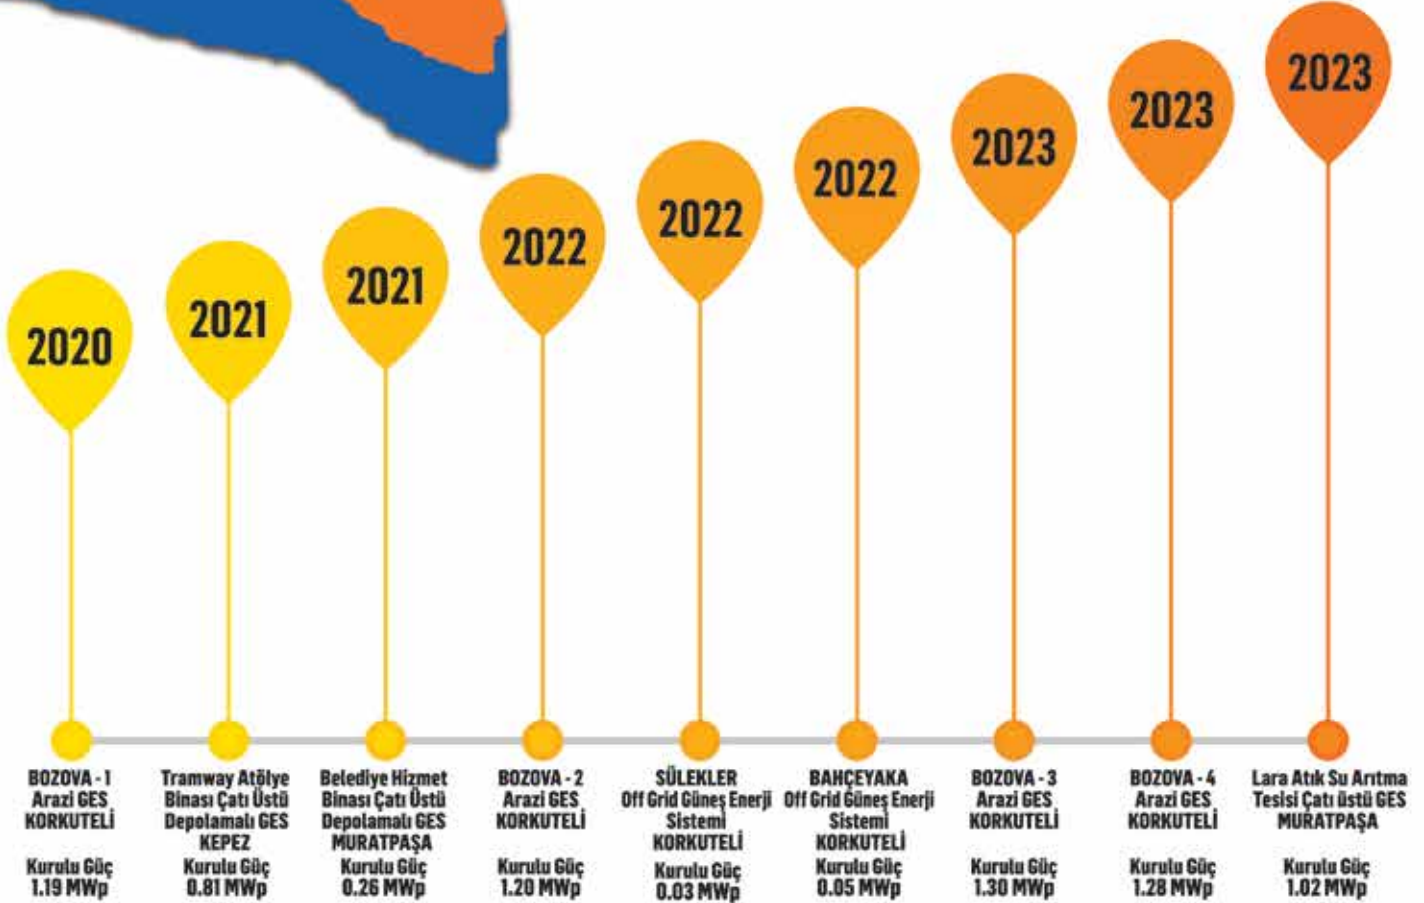 2020
2021
2021
2022
2022
2022
2023
2023
2023
BOZOVA - 1
Arazi GES
KORKUTELİ
Kurulu Güç
1.19 MWp
Tramway Atölye
Binası Çatı Üstü
Depolamalı GES
KEPEZ
Kurulu Güç
0.81 MWp
Belediye Hizmet
Binası Çatı Üstü
Depolamalı GES
MURATPAŞA
Kurulu Güç
0.26 MWp
BOZOVA - 2
Arazi GES
KORKUTELİ
Kurulu Güç
1.20 MWp
SÜLEKLER
Off Grid Güneş Enerji
Sistemi
KORKUTELİ
Kurulu Güç
0.03 MWp
BAHÇEYAKA
Off Grid Güneş Enerji
Sistemi
KORKUTELİ
Kurulu Güç
0.05 MWp
BOZOVA - 3
Arazi GES
KORKUTELİ
Kurulu Güç
1.30 MWp
BOZOVA - 4
Arazi GES
KORKUTELİ
Kurulu Güç
1.28 MWp
Lara Atık Su Arıtma
Tesisi Çatı üstü GES
MURATPAŞA
Kurulu Güç
1.02 MWp